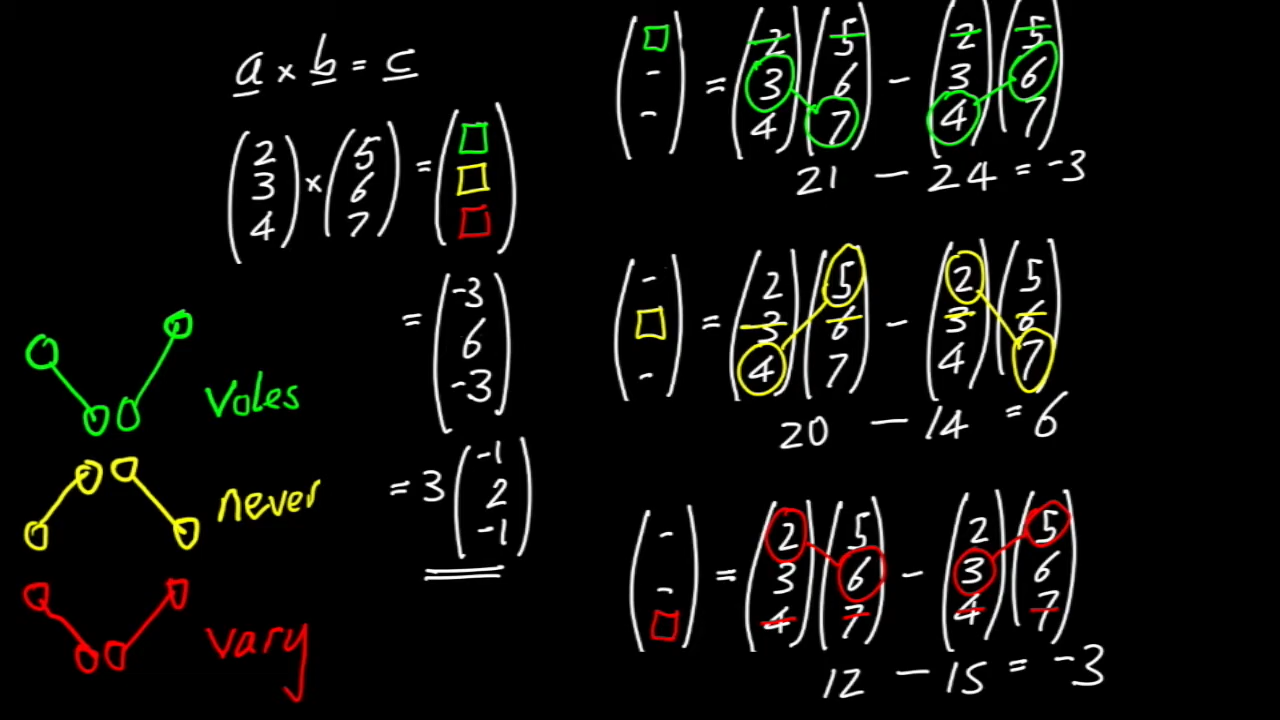 a × b = c
(2 3 4) × (5 6 7) = (□ □ □)
= (-3 6 -3)
= 3 (-1 2 -1)
voles
never
vary
(□ - -) = (2 3 4) (5 6 7) - (2 3 4) (5 6 7)
21 - 24 = -3
(- □ -) = (2 3 4) (5 6 7) - (2 3 4) (5 6 7)
20 - 14 = 6
(- - □) = (2 3 4) (5 6 7) - (2 3 4) (5 6 7)
12 - 15 = -3